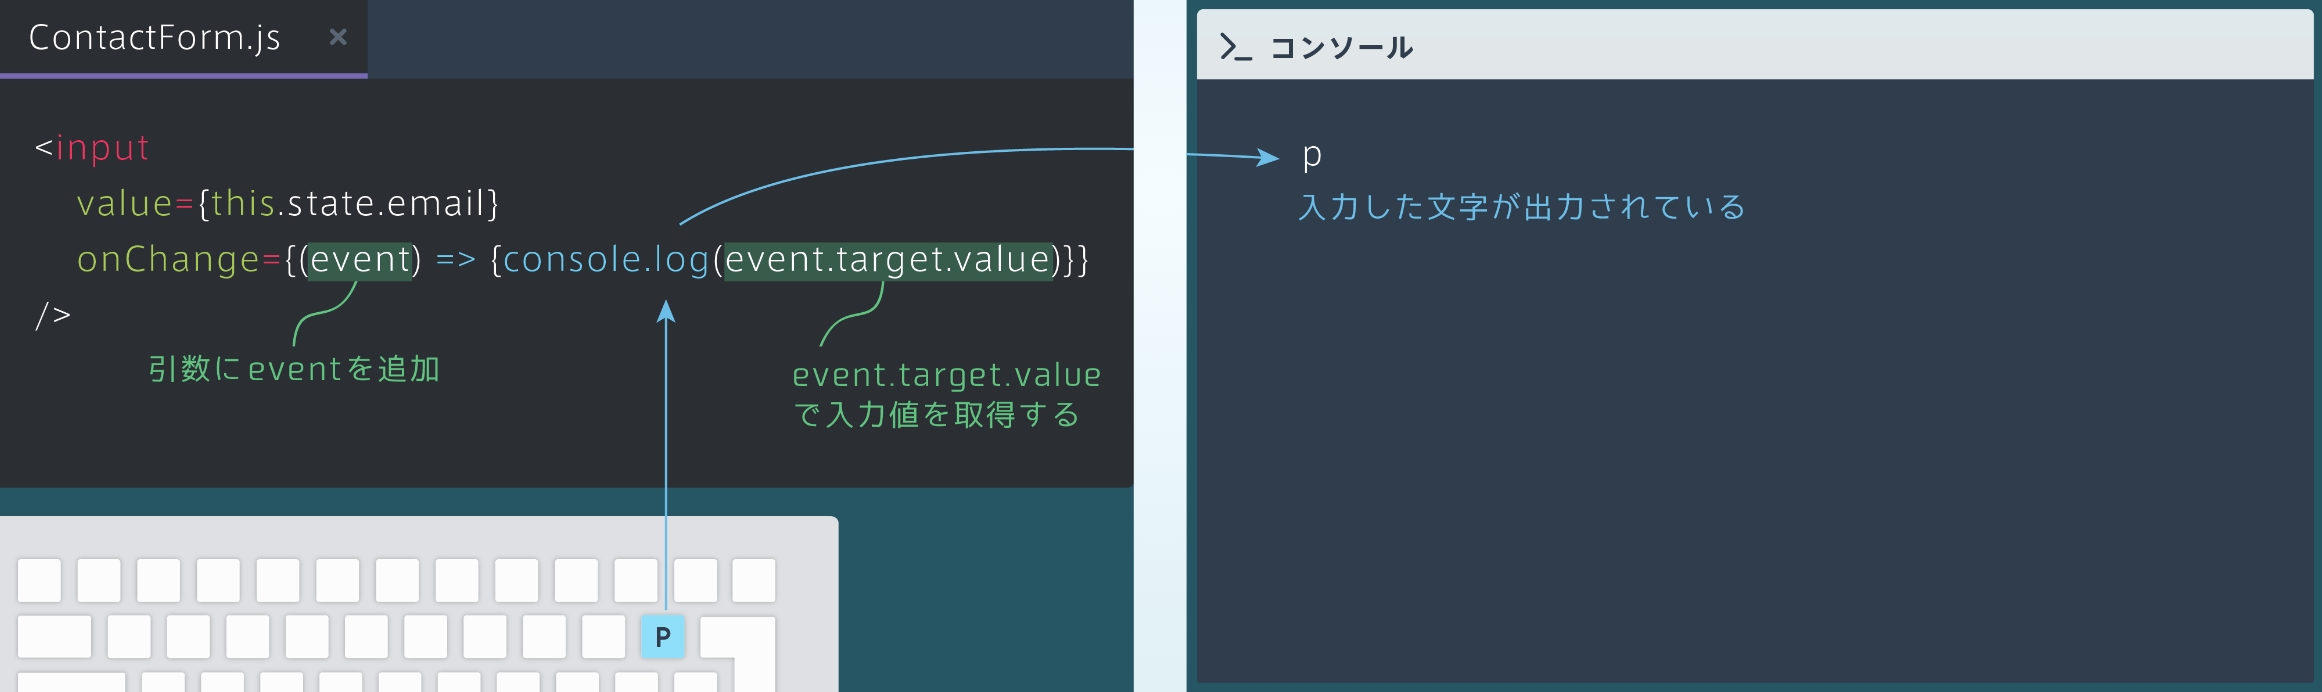 ContactForm.js ×
<input
value={this.state.email}
onChange={(event) => {console.log(event.target.value)}}
/>
引数にeventを追加
event.target.value
で入力値を取得する
P
>_ コンソール
p
入力した文字が出力されている